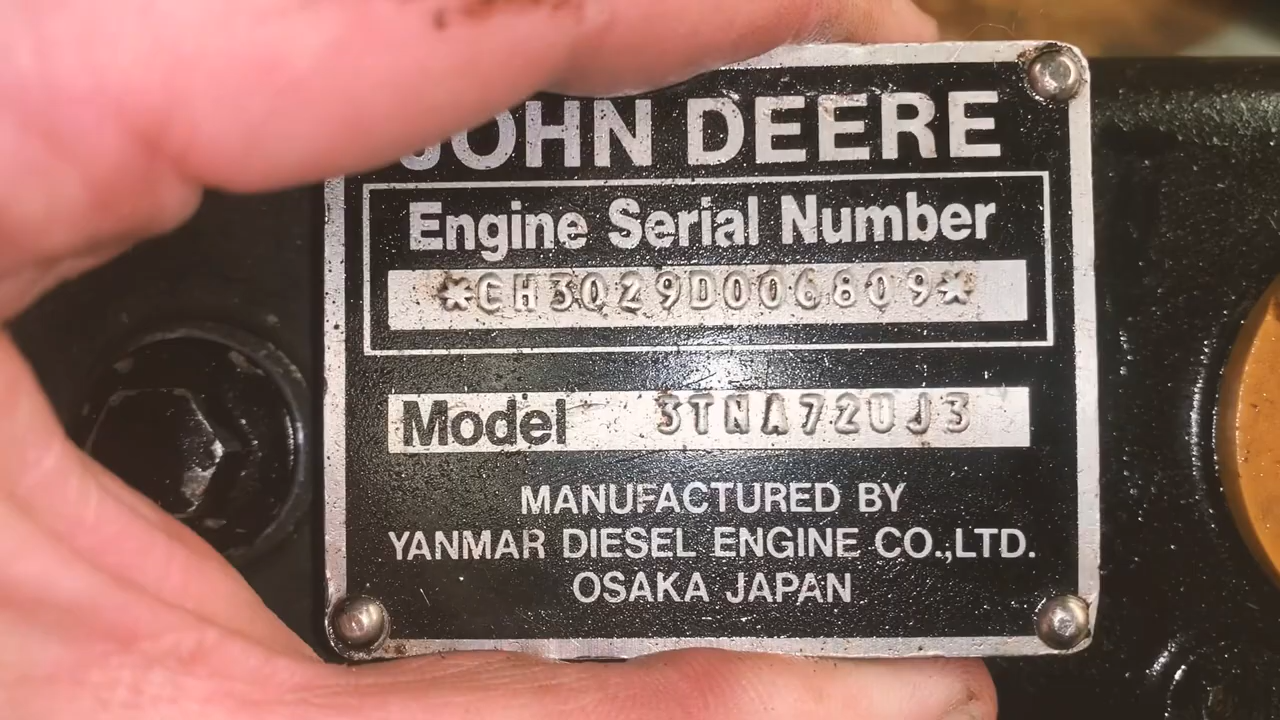 JOHN DEERE
Engine Serial Number
*CH3029D006809*
Model 3TNA72UJ3
MANUFACTURED BY
YANMAR DIESEL ENGINE CO.,LTD.
OSAKA JAPAN